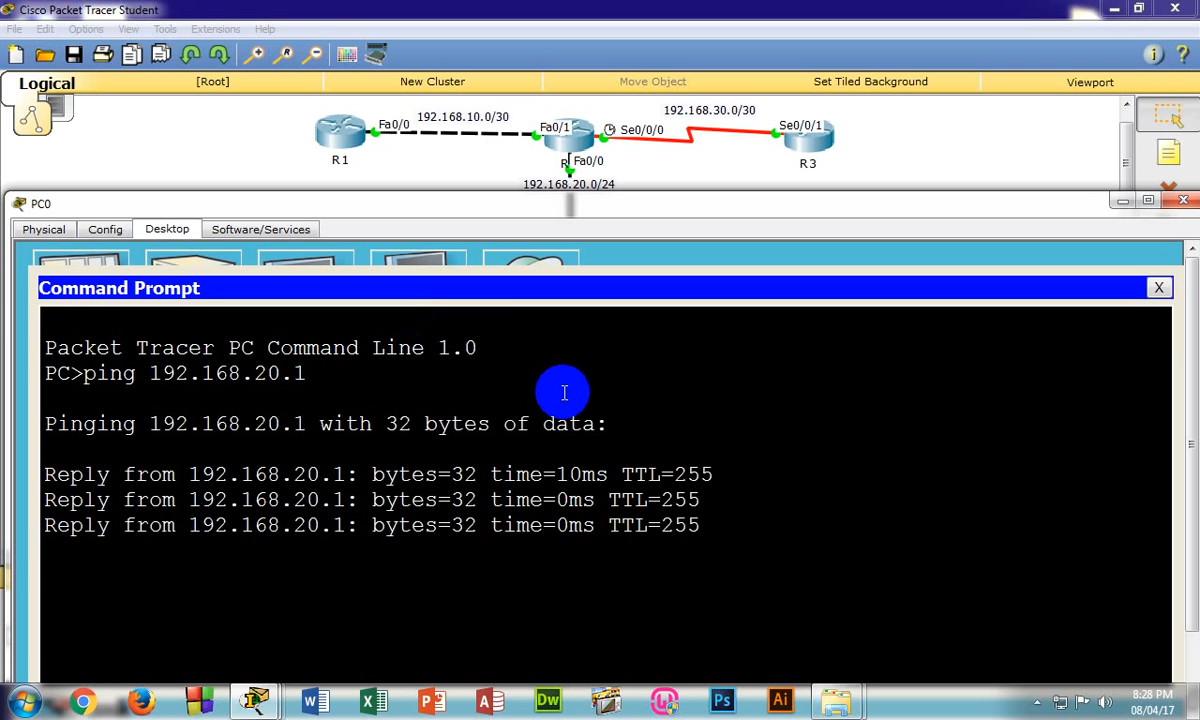 Cisco Packet Tracer Student
File Edit Options View Tools Extensions Help
Logical [Root] New Cluster Move Object Set Tiled Background Viewport
192.168.10.0/30 192.168.30.0/30
Fa0/0 Fa0/1 Se0/0/0 Se0/0/1
R1 R Fa0/0 R3
192.168.20.0/24
PC0
Physical Config Desktop Software/Services
Command Prompt X
Packet Tracer PC Command Line 1.0
PC>ping 192.168.20.1
Pinging 192.168.20.1 with 32 bytes of data:
Reply from 192.168.20.1: bytes=32 time=10ms TTL=255
Reply from 192.168.20.1: bytes=32 time=0ms TTL=255
Reply from 192.168.20.1: bytes=32 time=0ms TTL=255
W X P A Dw Ps Ai
8:28 PM
08/04/17